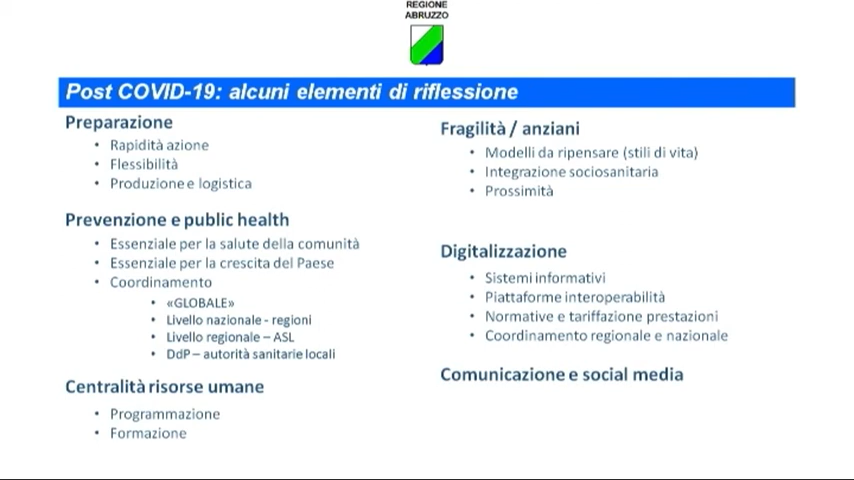 REGIONE
ABRUZZO
Post COVID-19: alcuni elementi di riflessione
Preparazione
• Rapidità azione
• Flessibilità
• Produzione e logistica
Prevenzione e public health
• Essenziale per la salute della comunità
• Essenziale per la crescita del Paese
• Coordinamento
• «GLOBALE»
• Livello nazionale - regioni
• Livello regionale – ASL
• DdP – autorità sanitarie locali
Centralità risorse umane
• Programmazione
• Formazione
Fragilità / anziani
• Modelli da ripensare (stili di vita)
• Integrazione sociosanitaria
• Prossimità
Digitalizzazione
• Sistemi informativi
• Piattaforme interoperabilità
• Normative e tariffazione prestazioni
• Coordinamento regionale e nazionale
Comunicazione e social media